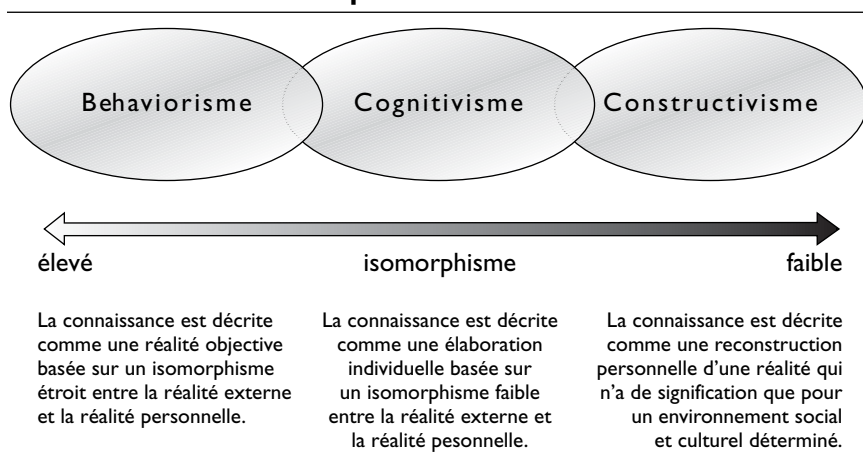 Behaviorisme
Cognitivisme
Constructivisme
élevé
isomorphisme
faible
La connaissance est décrite
comme une réalité objective
basée sur un isomorphisme
étroit entre la réalité externe
et la réalité personnelle.
La connaissance est décrite
comme une élaboration
individuelle basée sur
un isomorphisme faible
entre la réalité externe et
la réalité pesonnelle.
La connaissance est décrite
comme une reconstruction
personnelle d'une réalité qui
n'a de signification que pour
un environnement social
et culturel déterminé.